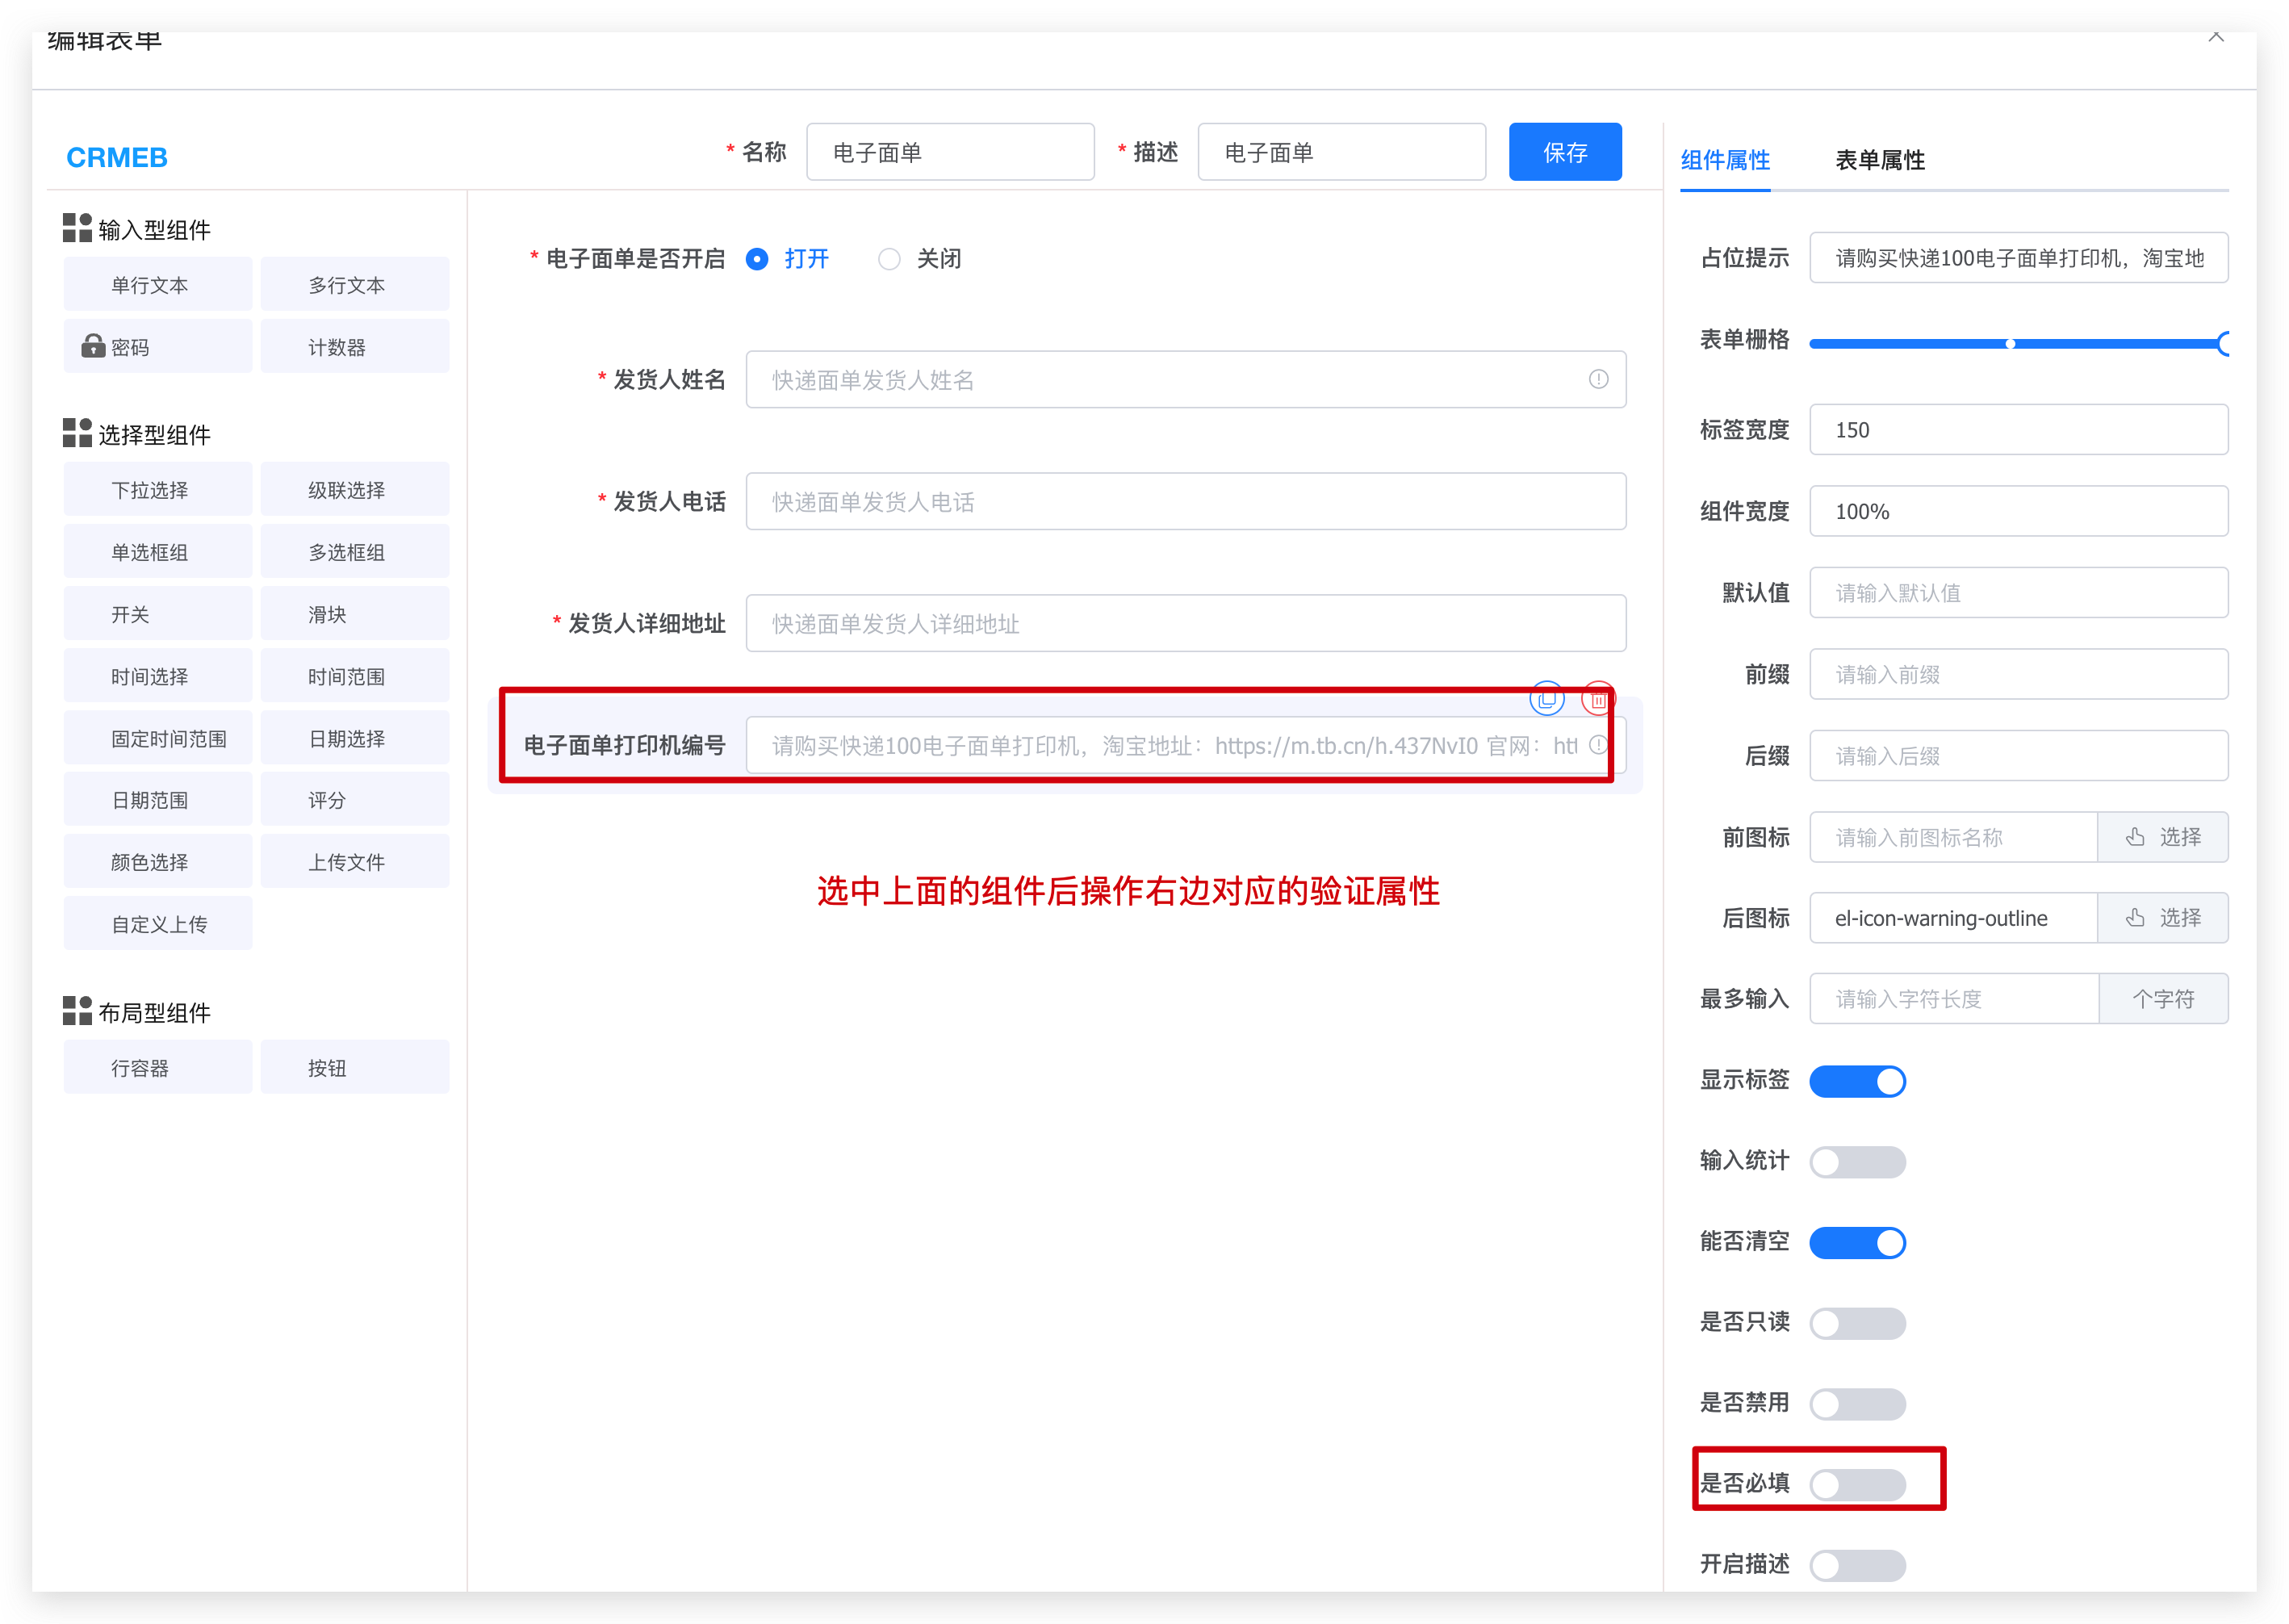 编辑表单
CRMEB
* 名称 电子面单 * 描述 电子面单 保存
输入型组件
单行文本 多行文本
密码 计数器
选择型组件
下拉选择 级联选择
单选框组 多选框组
开关 滑块
时间选择 时间范围
固定时间范围 日期选择
日期范围 评分
颜色选择 上传文件
自定义上传
布局型组件
行容器 按钮
* 电子面单是否开启 打开 关闭
* 发货人姓名 快递面单发货人姓名
* 发货人电话 快递面单发货人电话
* 发货人详细地址 快递面单发货人详细地址
电子面单打印机编号 请购买快递100电子面单打印机，淘宝地址：https://m.tb.cn/h.437NvI0 官网：htt
选中上面的组件后操作右边对应的验证属性
组件属性 表单属性
占位提示 请购买快递100电子面单打印机，淘宝地
表单栅格
标签宽度 150
组件宽度 100%
默认值 请输入默认值
前缀 请输入前缀
后缀 请输入后缀
前图标 请输入前图标名称 选择
后图标 el-icon-warning-outline 选择
最多输入 请输入字符长度 个字符
显示标签
输入统计
能否清空
是否只读
是否禁用
是否必填
开启描述